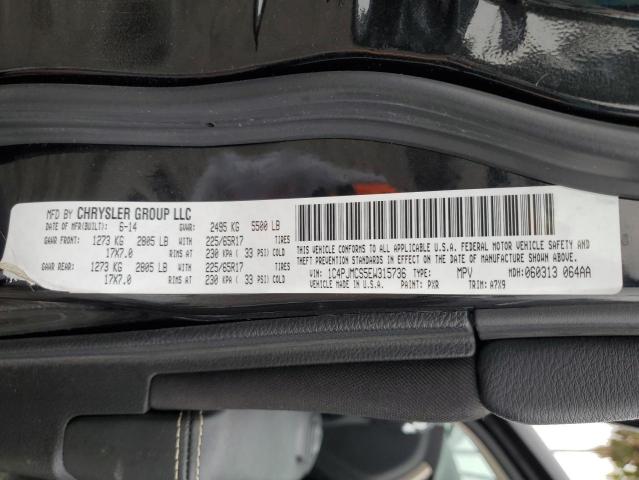 MFD BY CHRYSLER GROUP LLC
DATE OF MFR(BUILT): 6-14 GVWR: 2495 KG 5500 LB
GAWR FRONT: 1273 KG 2805 LB WITH 225/65R17 TIRES
17X7.0 RIMS AT 230 KPA ( 33 PSI) COLD
GAWR REAR: 1273 KG 2805 LB WITH 225/65R17 TIRES
17X7.0 RIMS AT 230 KPA ( 33 PSI) COLD
THIS VEHICLE CONFORMS TO ALL APPLICABLE U.S.A. FEDERAL MOTOR VEHICLE SAFETY AND
THEFT PREVENTION STANDARDS IN EFFECT ON THE DATE OF MANUFACTURE SHOWN ABOVE.
VIN: 1C4PJMCS5EW315736 TYPE: MPV MDH: 060313 064AA
VEHICLE MADE IN U.S.A. PAINT: PXR TRIM: A7X9